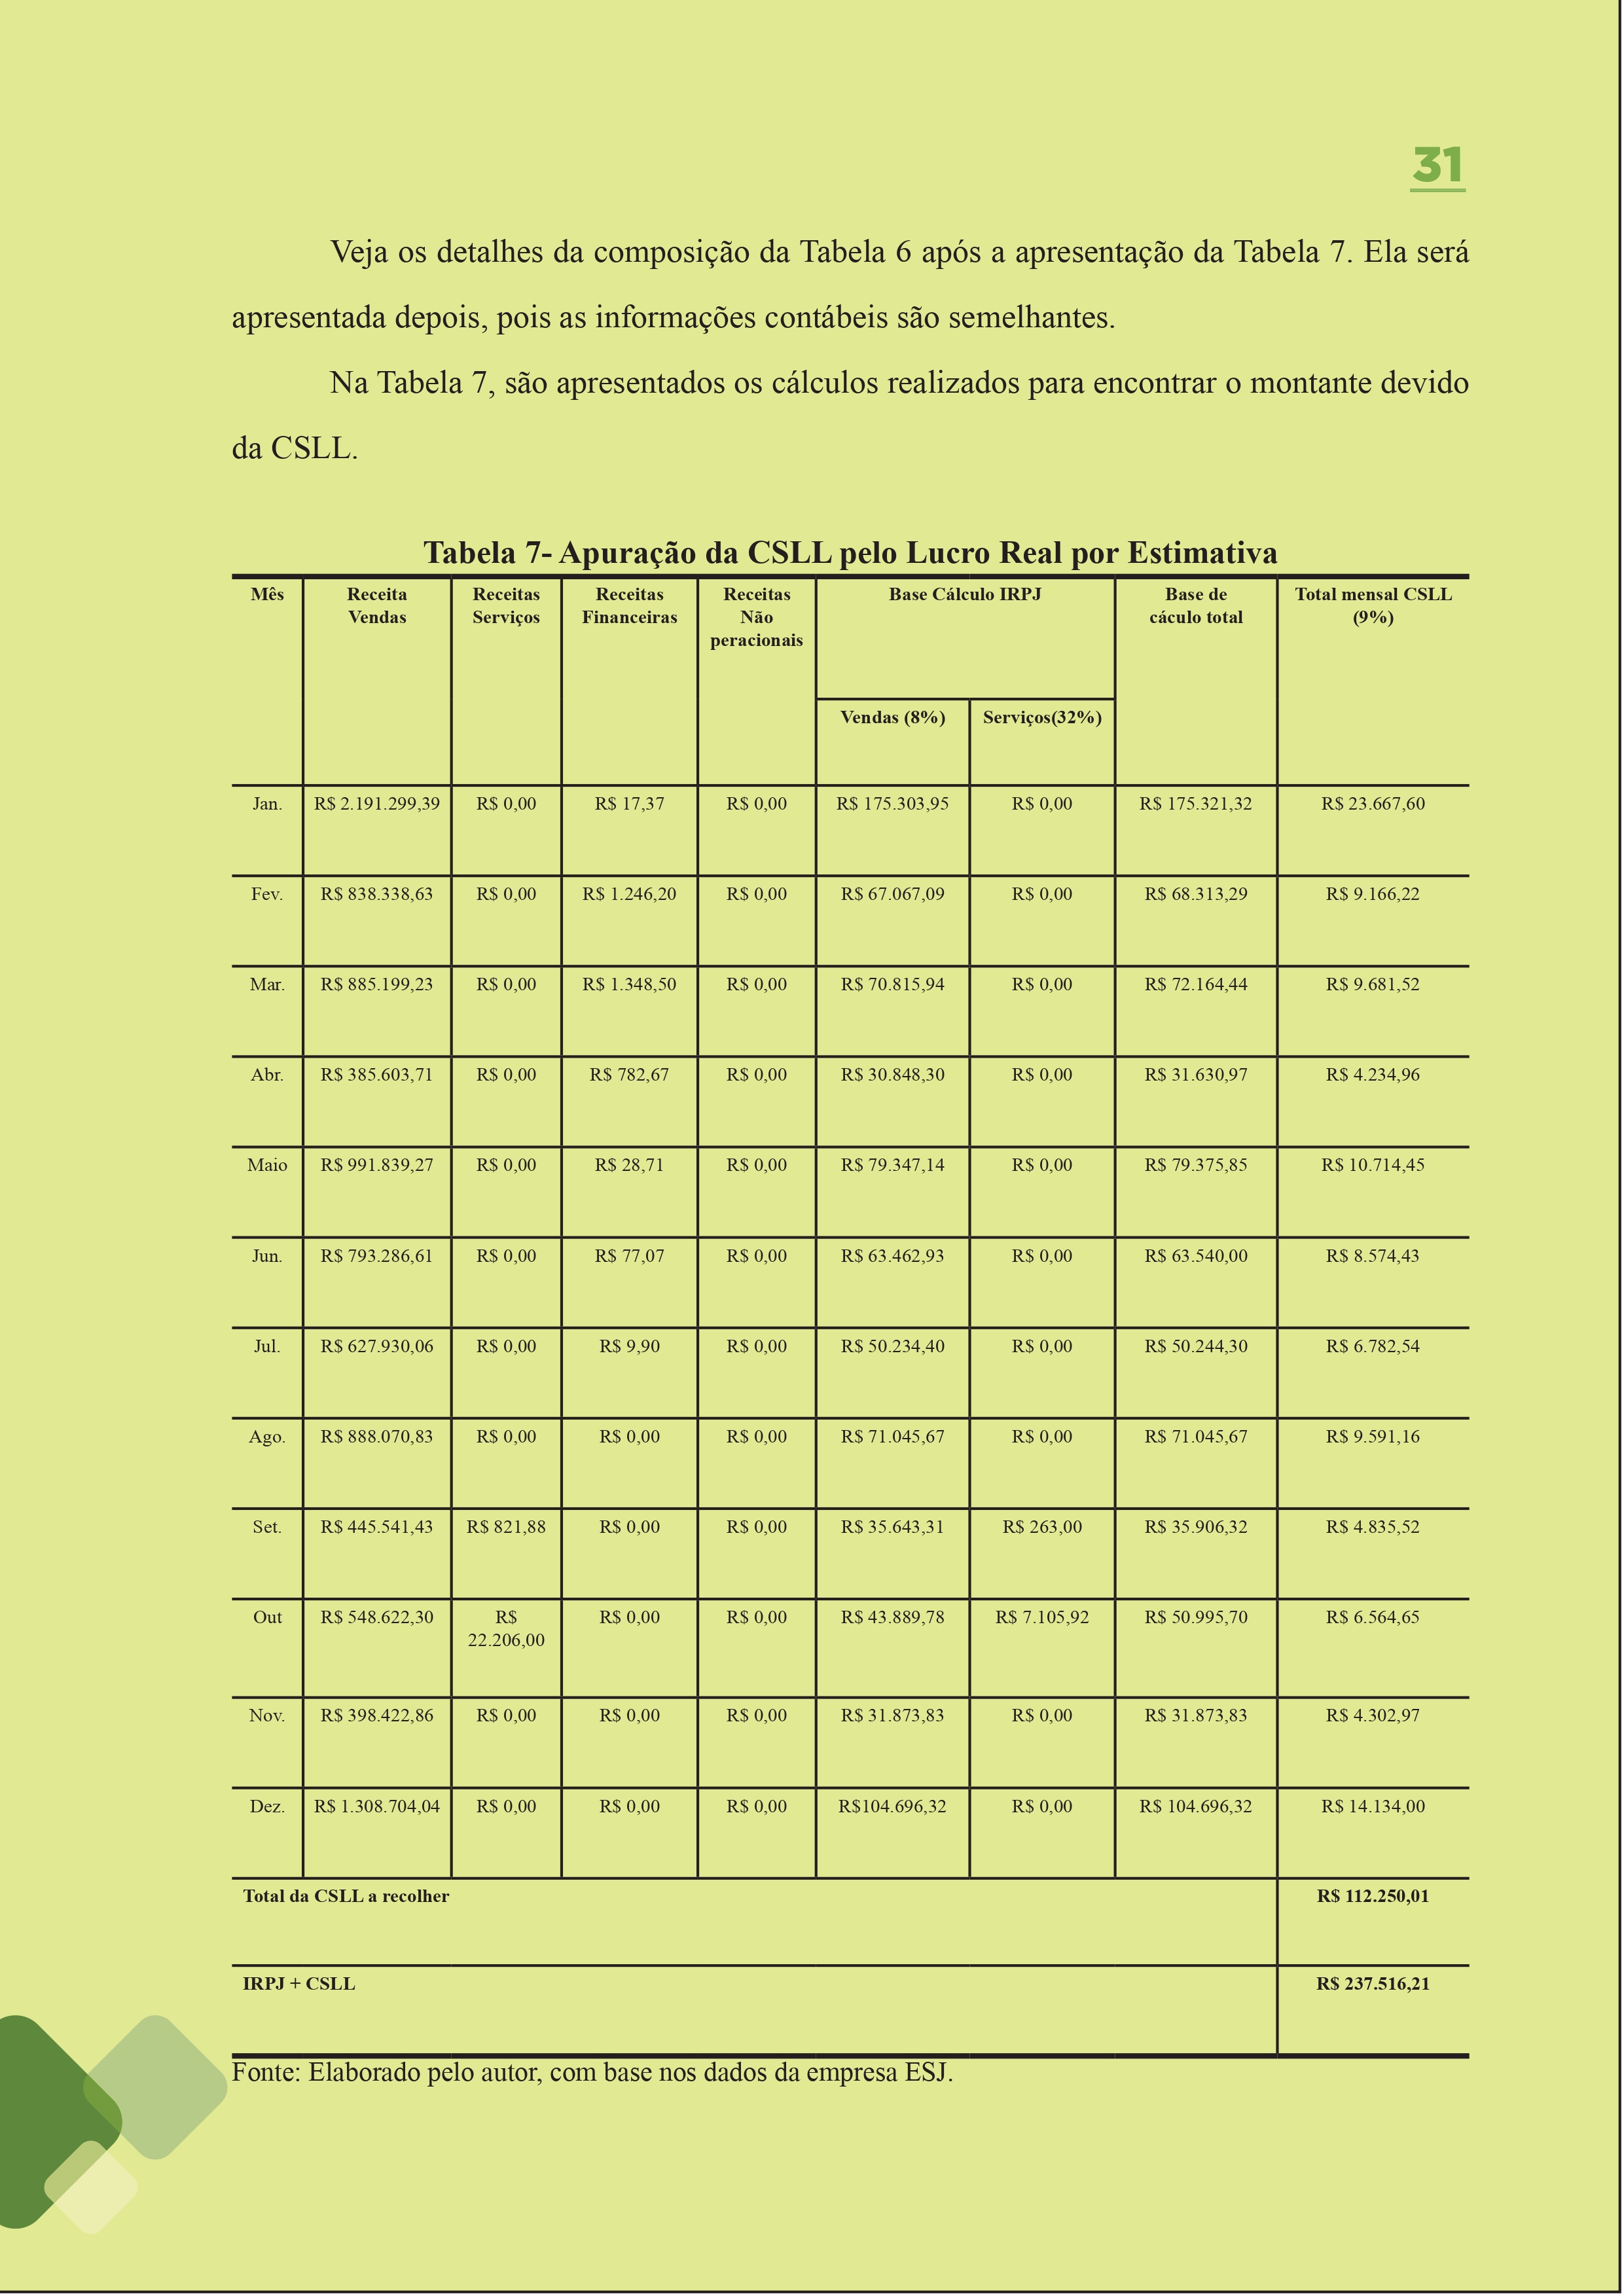 31
Veja os detalhes da composição da Tabela 6 após a apresentação da Tabela 7. Ela será
apresentada depois, pois as informações contábeis são semelhantes.
Na Tabela 7, são apresentados os cálculos realizados para encontrar o montante devido
da CSLL.
Tabela 7- Apuração da CSLL pelo Lucro Real por Estimativa
Mês Receita Vendas Receitas Serviços Receitas Financeiras Receitas Não peracionais Base Cálculo IRPJ Base de cáculo total Total mensal CSLL (9%)
Vendas (8%) Serviços(32%)
Jan. R$ 2.191.299,39 R$ 0,00 R$ 17,37 R$ 0,00 R$ 175.303,95 R$ 0,00 R$ 175.321,32 R$ 23.667,60
Fev. R$ 838.338,63 R$ 0,00 R$ 1.246,20 R$ 0,00 R$ 67.067,09 R$ 0,00 R$ 68.313,29 R$ 9.166,22
Mar. R$ 885.199,23 R$ 0,00 R$ 1.348,50 R$ 0,00 R$ 70.815,94 R$ 0,00 R$ 72.164,44 R$ 9.681,52
Abr. R$ 385.603,71 R$ 0,00 R$ 782,67 R$ 0,00 R$ 30.848,30 R$ 0,00 R$ 31.630,97 R$ 4.234,96
Maio R$ 991.839,27 R$ 0,00 R$ 28,71 R$ 0,00 R$ 79.347,14 R$ 0,00 R$ 79.375,85 R$ 10.714,45
Jun. R$ 793.286,61 R$ 0,00 R$ 77,07 R$ 0,00 R$ 63.462,93 R$ 0,00 R$ 63.540,00 R$ 8.574,43
Jul. R$ 627.930,06 R$ 0,00 R$ 9,90 R$ 0,00 R$ 50.234,40 R$ 0,00 R$ 50.244,30 R$ 6.782,54
Ago. R$ 888.070,83 R$ 0,00 R$ 0,00 R$ 0,00 R$ 71.045,67 R$ 0,00 R$ 71.045,67 R$ 9.591,16
Set. R$ 445.541,43 R$ 821,88 R$ 0,00 R$ 0,00 R$ 35.643,31 R$ 263,00 R$ 35.906,32 R$ 4.835,52
Out R$ 548.622,30 R$ 22.206,00 R$ 0,00 R$ 0,00 R$ 43.889,78 R$ 7.105,92 R$ 50.995,70 R$ 6.564,65
Nov. R$ 398.422,86 R$ 0,00 R$ 0,00 R$ 0,00 R$ 31.873,83 R$ 0,00 R$ 31.873,83 R$ 4.302,97
Dez. R$ 1.308.704,04 R$ 0,00 R$ 0,00 R$ 0,00 R$104.696,32 R$ 0,00 R$ 104.696,32 R$ 14.134,00
Total da CSLL a recolher R$ 112.250,01
IRPJ + CSLL R$ 237.516,21
Fonte: Elaborado pelo autor, com base nos dados da empresa ESJ.